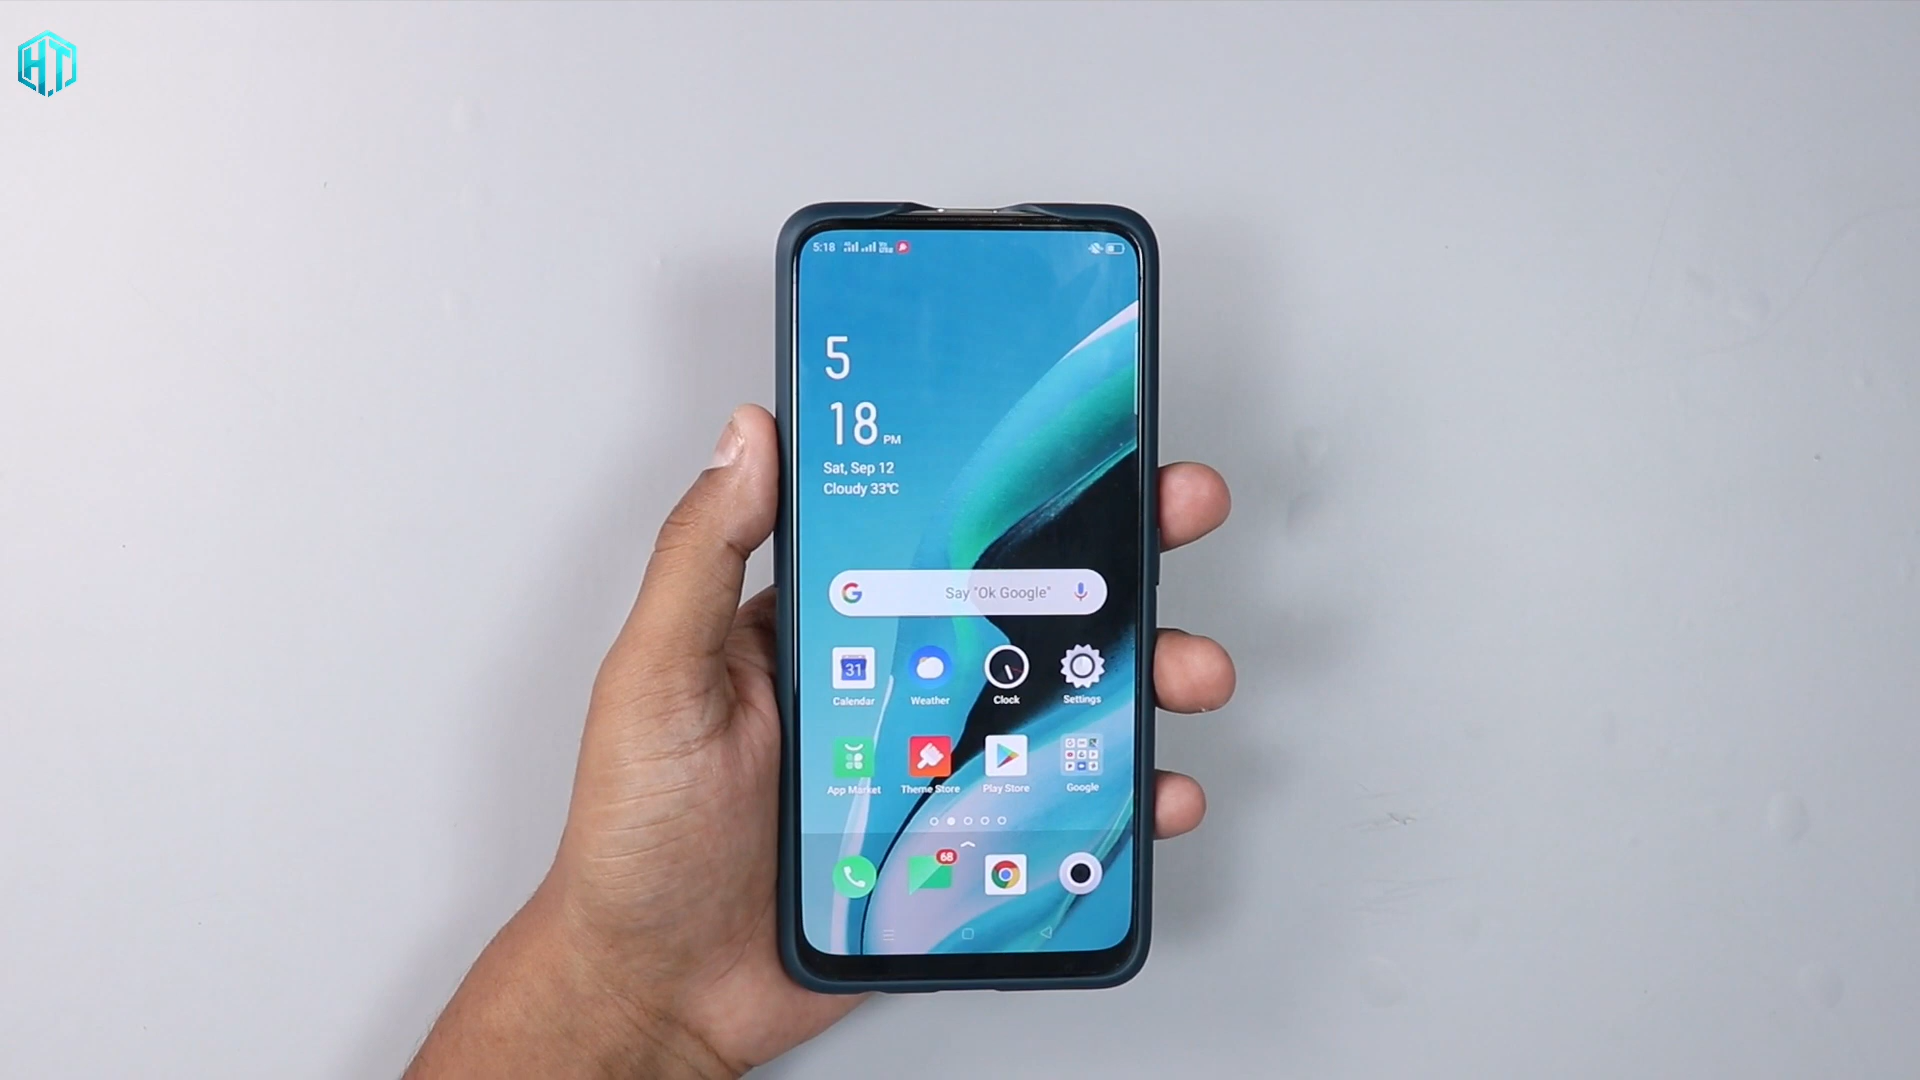 HT
5:18
5
18 PM
Sat, Sep 12
Cloudy 33℃
Say "Ok Google"
31
Calendar
Weather
Clock
Settings
App Market
Theme Store
Play Store
Google
68